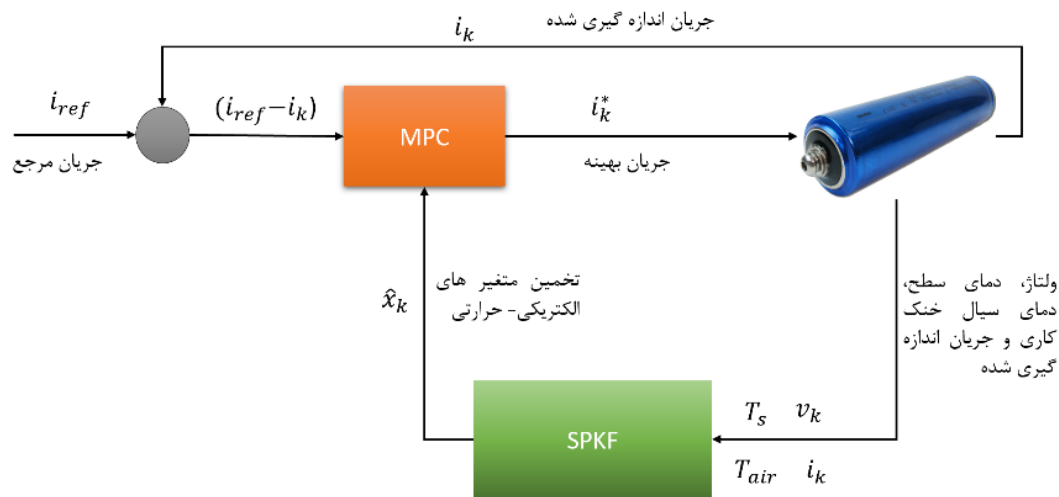 جریان اندازه گیری شده
i_k
i_ref
(i_ref−i_k)
MPC
i_k^*
جریان مرجع
جریان بهینه
x̂_k
تخمین متغیر های
الکتریکی- حرارتی
ولتاژ، دمای سطح،
دمای سیال خنک
کاری و جریان اندازه
گیری شده
SPKF
T_s v_k
T_air i_k